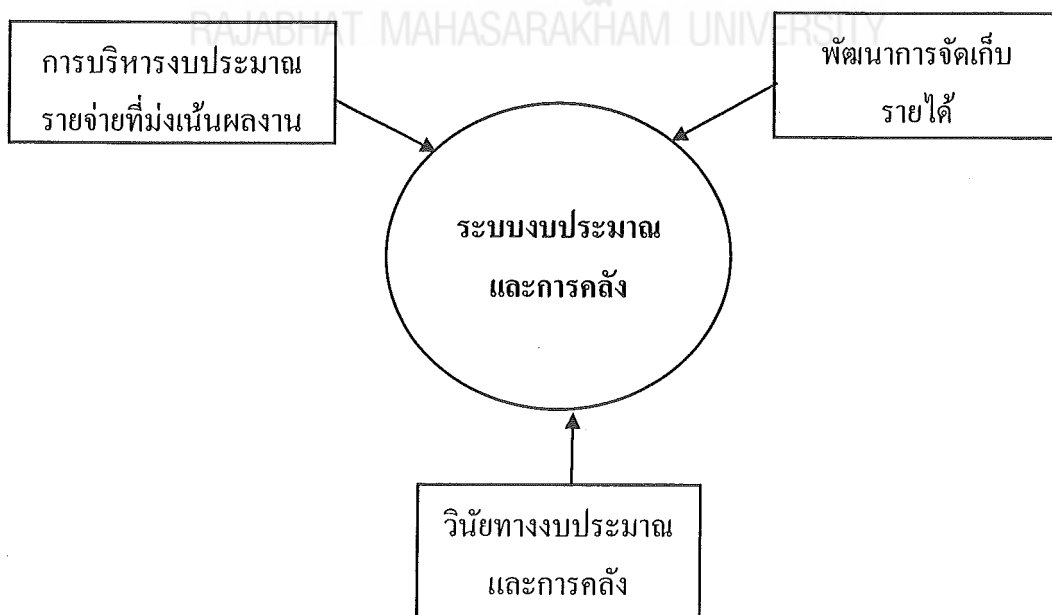 RAJABHAT MAHASARAKHAM UNIVERSITY
การบริหารงบประมาณ
รายจ่ายที่ม่งเน้นผลงาน
พัฒนาการจัดเก็บ
รายได้
ระบบงบประมาณ
และการคลัง
วินัยทางงบประมาณ
และการคลัง